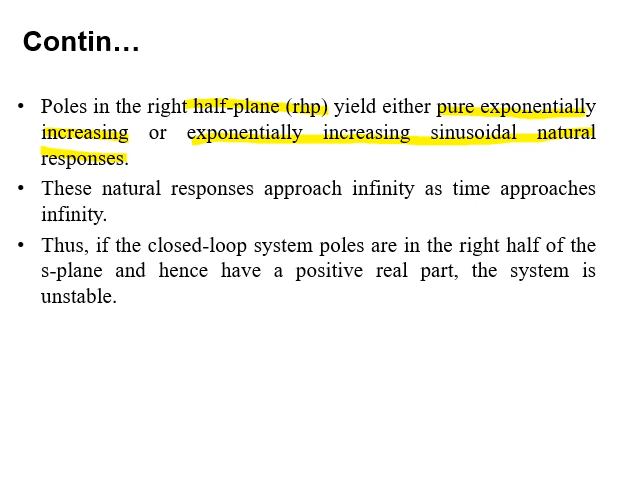 Contin…
• Poles in the right half-plane (rhp) yield either pure exponentially
increasing or exponentially increasing sinusoidal natural
responses.
• These natural responses approach infinity as time approaches
infinity.
• Thus, if the closed-loop system poles are in the right half of the
s-plane and hence have a positive real part, the system is
unstable.